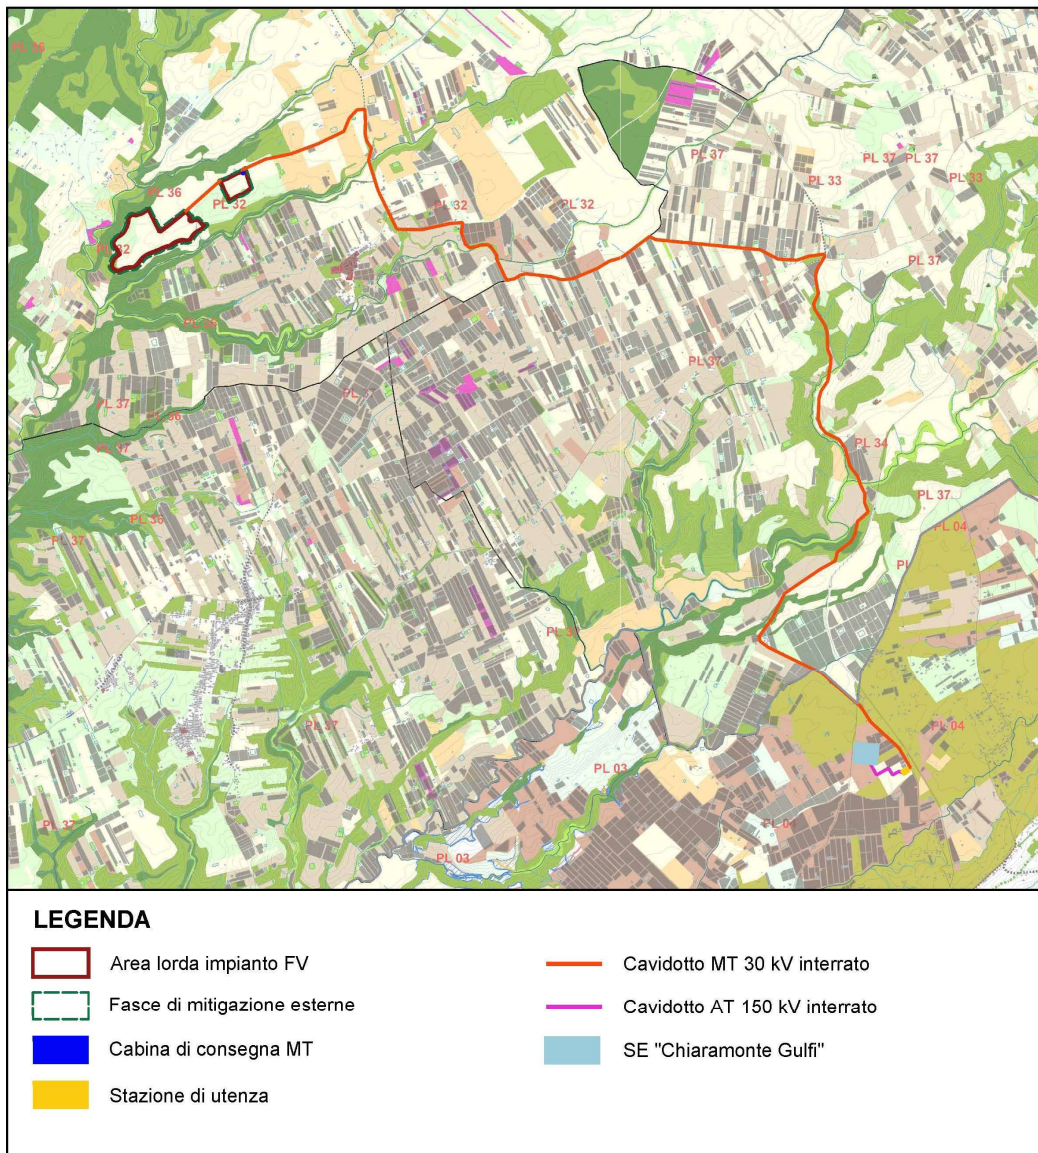 PL 36
PL 37
PL 37
PL 37
PL 33
PL 33
PL 36
PL 32
PL 32
PL 32
PL 32
PL 37
PL 36
PL 37
PL 37
PL 37
PL 36
PL 37
PL 34
PL 37
PL 36
PL 04
PL 37
PL 37
PL 04
PL 03
PL 37
PL 03
LEGENDA
Area lorda impianto FV
Cavidotto MT 30 kV interrato
Fasce di mitigazione esterne
Cavidotto AT 150 kV interrato
Cabina di consegna MT
SE "Chiaramonte Gulfi"
Stazione di utenza